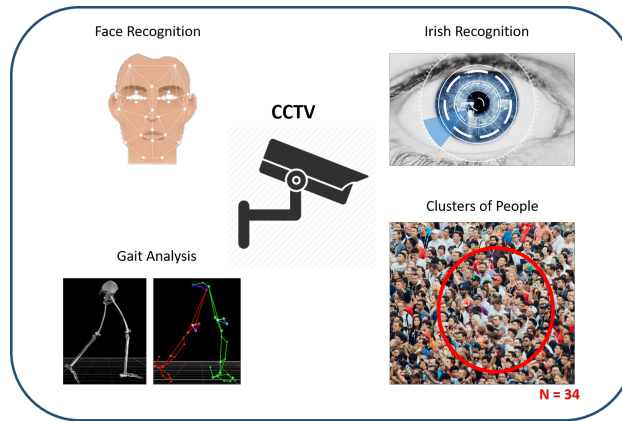 Face Recognition
Irish Recognition
CCTV
Clusters of People
Gait Analysis
N = 34